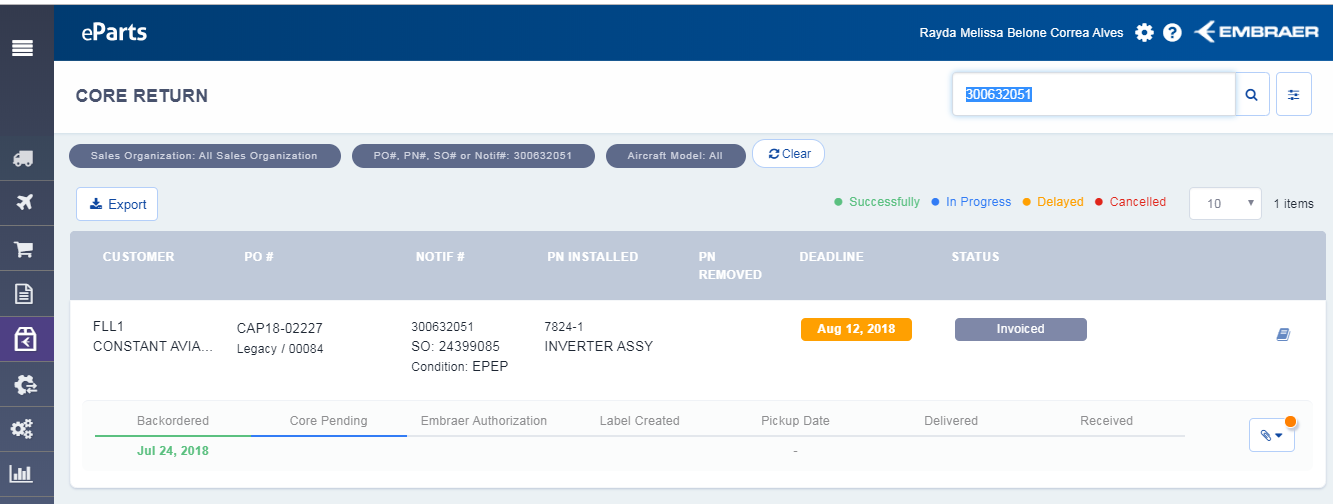 eParts
Rayda Melissa Belone Correa Alves
EMBRAER
CORE RETURN
300632051
Sales Organization: All Sales Organization
PO#, PN#, SO# or Notif#: 300632051
Aircraft Model: All
Clear
Export
Successfully
In Progress
Delayed
Cancelled
10
1 items
CUSTOMER
PO #
NOTIF #
PN INSTALLED
PN
REMOVED
DEADLINE
STATUS
FLL1
CONSTANT AVIA...
CAP18-02227
Legacy / 00084
300632051
SO: 24399085
Condition: EPEP
7824-1
INVERTER ASSY
Aug 12, 2018
Invoiced
Backordered
Core Pending
Embraer Authorization
Label Created
Pickup Date
Delivered
Received
Jul 24, 2018
-